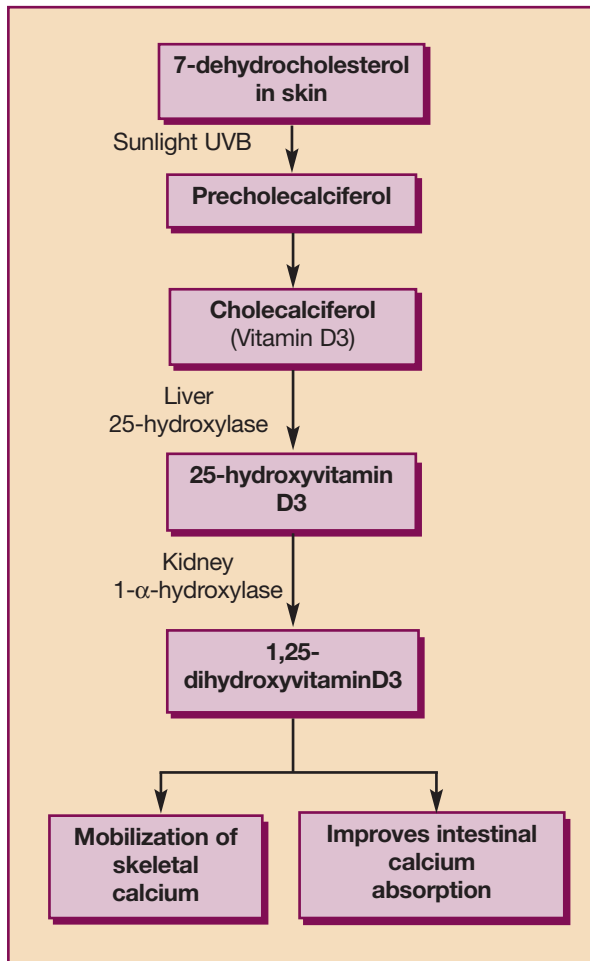 7-dehydrocholesterol
in skin
Sunlight UVB
Precholecalciferol
Cholecalciferol
(Vitamin D3)
Liver
25-hydroxylase
25-hydroxyvitamin
D3
Kidney
1-α-hydroxylase
1,25-
dihydroxyvitaminD3
Mobilization of
skeletal
calcium
Improves intestinal
calcium
absorption